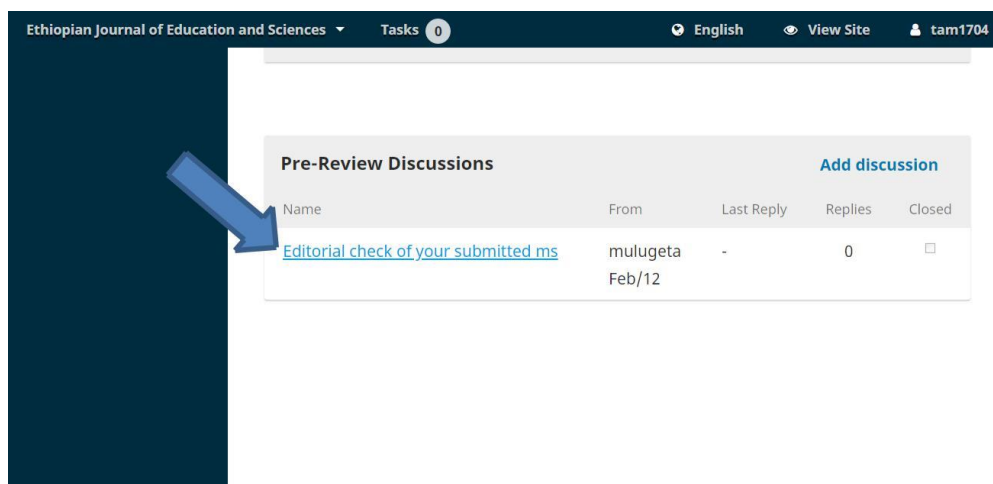 Ethiopian Journal of Education and Sciences Tasks 0 English View Site tam1704
Pre-Review Discussions Add discussion
Name From Last Reply Replies Closed
Editorial check of your submitted ms mulugeta - 0
Feb/12